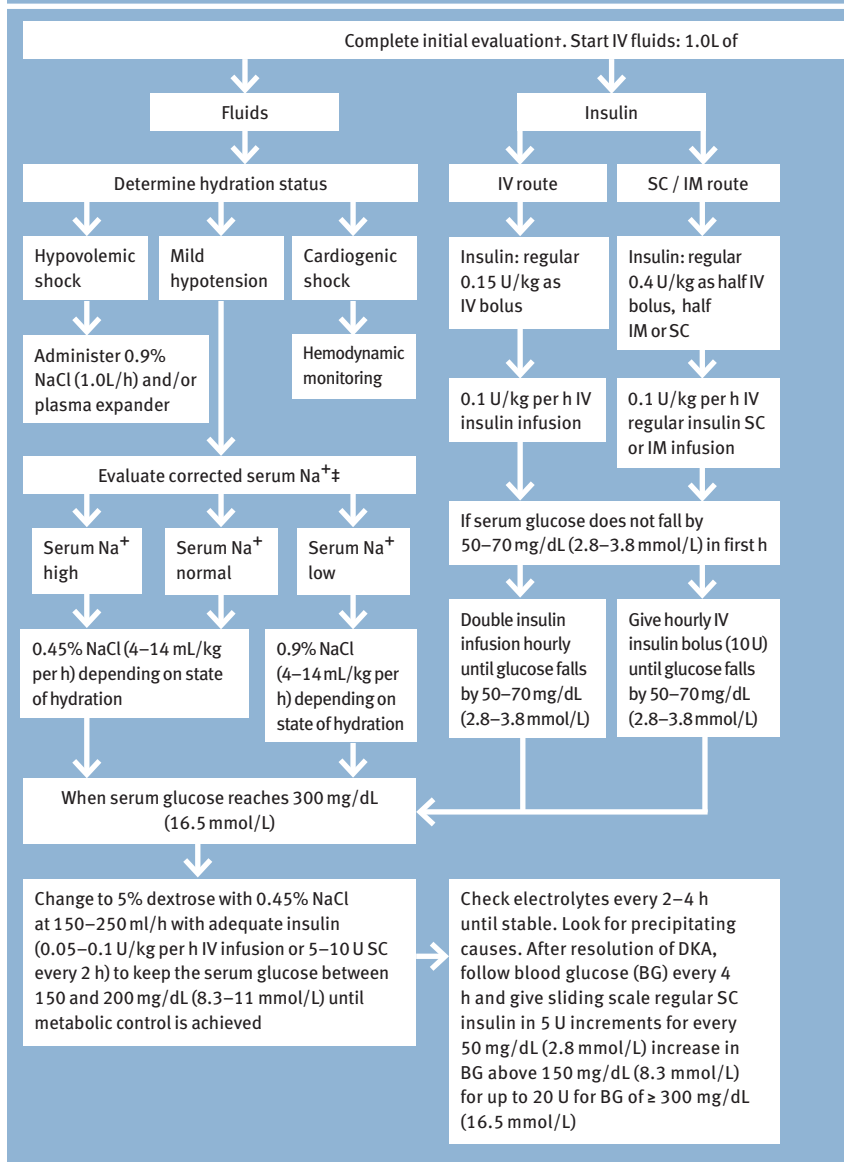 Complete initial evaluation†. Start IV fluids: 1.0L of
Fluids
Insulin
Determine hydration status
IV route
SC / IM route
Hypovolemic
shock
Mild
hypotension
Cardiogenic
shock
Insulin: regular
0.15 U/kg as
IV bolus
Insulin: regular
0.4 U/kg as half IV
bolus, half
IM or SC
Administer 0.9%
NaCl (1.0L/h) and/or
plasma expander
Hemodynamic
monitoring
0.1 U/kg per h IV
insulin infusion
0.1 U/kg per h IV
regular insulin SC
or IM infusion
Evaluate corrected serum Na+‡
If serum glucose does not fall by
50–70 mg/dL (2.8–3.8 mmol/L) in first h
Serum Na+
high
Serum Na+
normal
Serum Na+
low
0.45% NaCl (4–14 mL/kg
per h) depending on state
of hydration
0.9% NaCl
(4–14 mL/kg per
h) depending on
state of hydration
Double insulin
infusion hourly
until glucose falls
by 50–70 mg/dL
(2.8–3.8 mmol/L)
Give hourly IV
insulin bolus (10 U)
until glucose falls
by 50–70 mg/dL
(2.8–3.8 mmol/L)
When serum glucose reaches 300 mg/dL
(16.5 mmol/L)
Change to 5% dextrose with 0.45% NaCl
at 150–250 ml/h with adequate insulin
(0.05–0.1 U/kg per h IV infusion or 5–10 U SC
every 2 h) to keep the serum glucose between
150 and 200 mg/dL (8.3–11 mmol/L) until
metabolic control is achieved
Check electrolytes every 2–4 h
until stable. Look for precipitating
causes. After resolution of DKA,
follow blood glucose (BG) every 4
h and give sliding scale regular SC
insulin in 5 U increments for every
50 mg/dL (2.8 mmol/L) increase in
BG above 150 mg/dL (8.3 mmol/L)
for up to 20 U for BG of ≥ 300 mg/dL
(16.5 mmol/L)